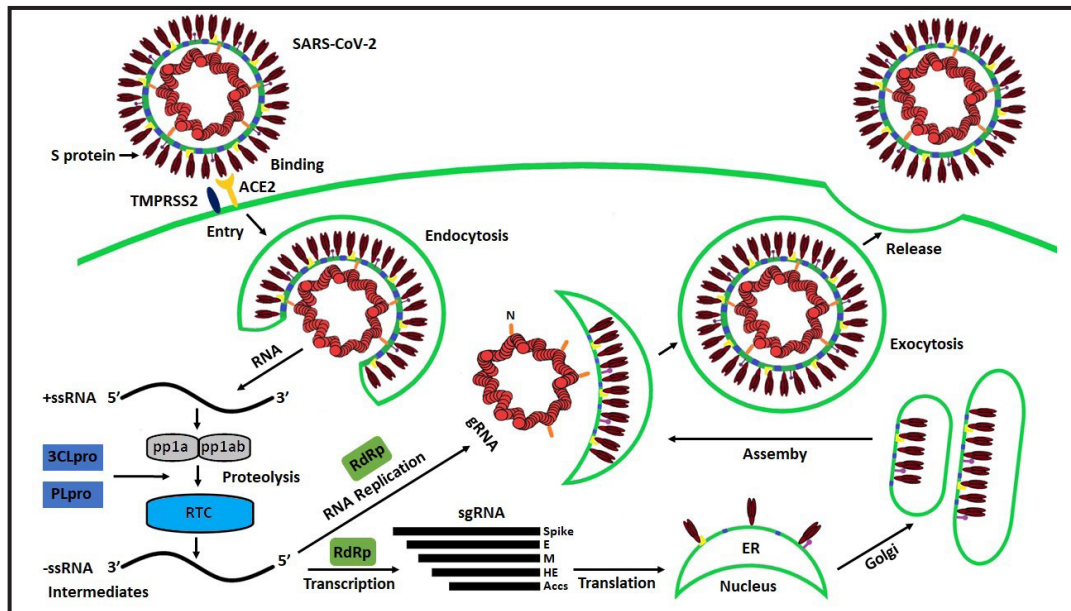 SARS-CoV-2
S protein
Binding
ACE2
TMPRSS2
Entry
Endocytosis
Release
N
Exocytosis
RNA
gRNA
+ssRNA 5’ 3’
pp1a pp1ab
3CLpro
PLpro
Proteolysis
RdRp
RNA Replication
Assemby
RTC
sgRNA
Spike
E
M
HE
Accs
-ssRNA 3’ 5’
Intermediates
RdRp
Transcription
Translation
ER
Nucleus
Golgi